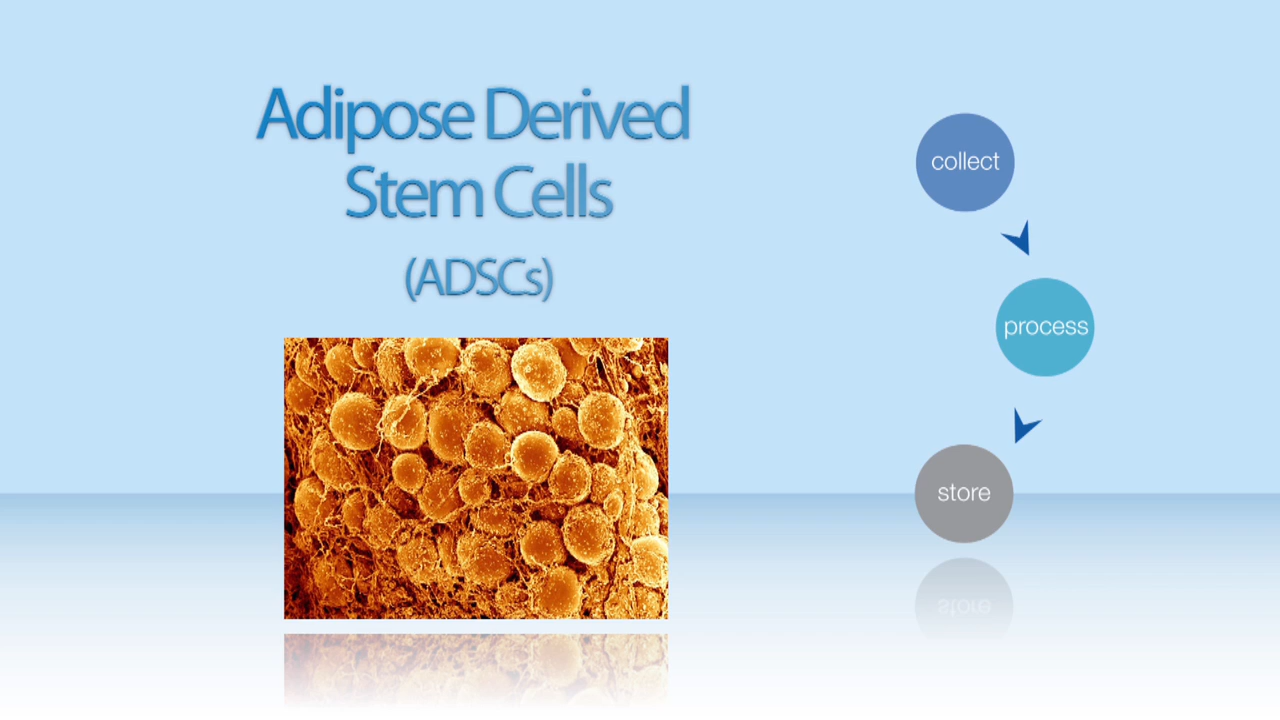 Adipose Derived
Stem Cells
(ADSCs)
collect
process
store